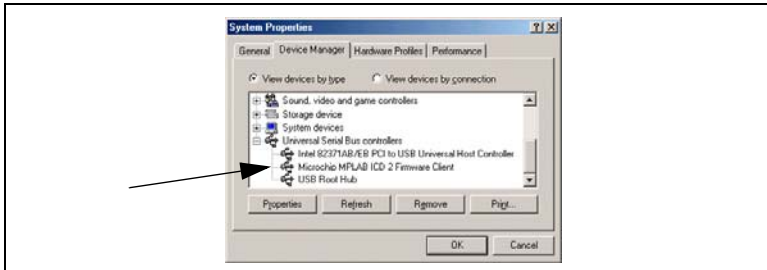 System Properties
General Device Manager Hardware Profiles Performance
View devices by type View devices by connection
Sound, video and game controllers
Storage device
System devices
Universal Serial Bus controllers
Intel 82371AB/EB PCI to USB Universal Host Controller
Microchip MPLAB ICD 2 Firmware Client
USB Root Hub
Properties Refresh Remove Print...
OK Cancel